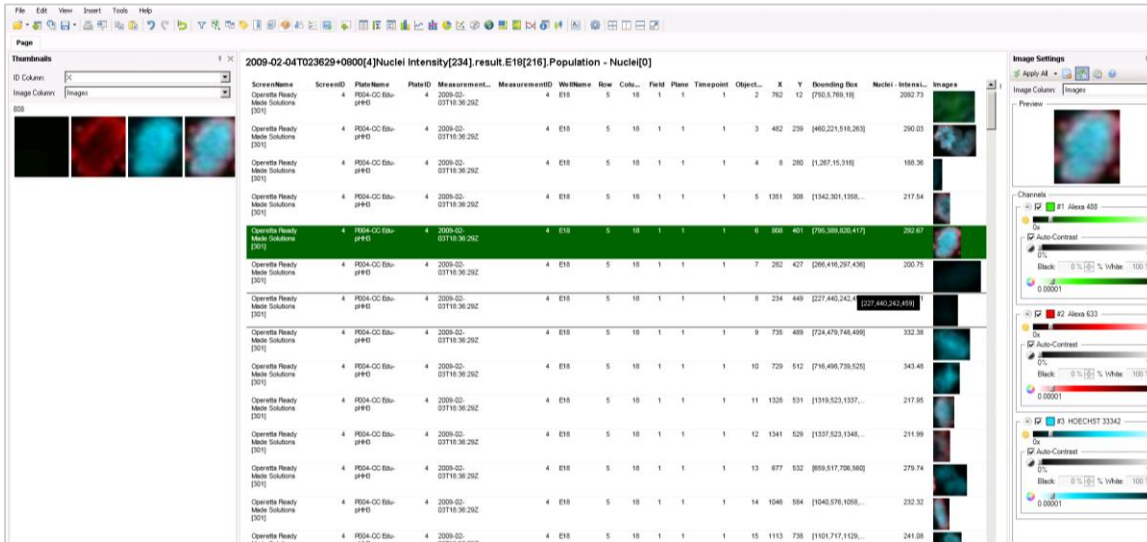 File Edit View Insert Tools Help
Page
Thumbnails
ID Column: X
Image Column: Images
808
2009-02-04T023629+0800[4]Nuclei Intensity[234].result.E18[216].Population - Nuclei[0]
ScreenName ScreenID PlateName PlateID Measurement... MeasurementID WellName Row Colu... Field Plane Timepoint Object... X Y Bounding Box Nuclei - Intensi... Images
Operetta Ready 4 P004-CC Edu- 4 2009-02- 4 E18 5 18 1 1 1 2 762 12 [750,5,769,18] 2092.73
Made Solutions pHH3 03T18:36:29Z
[301]
Operetta Ready 4 P004-CC Edu- 4 2009-02- 4 E18 5 18 1 1 1 3 482 239 [460,221,518,263] 290.03
Made Solutions pHH3 03T18:36:29Z
[301]
Operetta Ready 4 P004-CC Edu- 4 2009-02- 4 E18 5 18 1 1 1 4 8 280 [1,267,15,318] 188.36
Made Solutions pHH3 03T18:36:29Z
[301]
Operetta Ready 4 P004-CC Edu- 4 2009-02- 4 E18 5 18 1 1 1 5 1351 308 [1342,301,1358,... 217.54
Made Solutions pHH3 03T18:36:29Z
[301]
Operetta Ready 4 P004-CC Edu- 4 2009-02- 4 E18 5 18 1 1 1 6 808 401 [795,389,820,417] 292.67
Made Solutions pHH3 03T18:36:29Z
[301]
Operetta Ready 4 P004-CC Edu- 4 2009-02- 4 E18 5 18 1 1 1 7 282 427 [266,416,297,436] 200.75
Made Solutions pHH3 03T18:36:29Z
[301]
Operetta Ready 4 P004-CC Edu- 4 2009-02- 4 E18 5 18 1 1 1 8 234 449 [227,440,242,4
Made Solutions pHH3 03T18:36:29Z [227,440,242,459]
[301]
Operetta Ready 4 P004-CC Edu- 4 2009-02- 4 E18 5 18 1 1 1 9 735 489 [724,479,748,499] 332.38
Made Solutions pHH3 03T18:36:29Z
[301]
Operetta Ready 4 P004-CC Edu- 4 2009-02- 4 E18 5 18 1 1 1 10 729 512 [716,498,739,525] 343.48
Made Solutions pHH3 03T18:36:29Z
[301]
Operetta Ready 4 P004-CC Edu- 4 2009-02- 4 E18 5 18 1 1 1 11 1328 531 [1319,523,1337,... 217.95
Made Solutions pHH3 03T18:36:29Z
[301]
Operetta Ready 4 P004-CC Edu- 4 2009-02- 4 E18 5 18 1 1 1 12 1341 529 [1337,523,1348,... 211.99
Made Solutions pHH3 03T18:36:29Z
[301]
Operetta Ready 4 P004-CC Edu- 4 2009-02- 4 E18 5 18 1 1 1 13 677 532 [659,517,706,560] 279.74
Made Solutions pHH3 03T18:36:29Z
[301]
Operetta Ready 4 P004-CC Edu- 4 2009-02- 4 E18 5 18 1 1 1 14 1046 584 [1040,576,1058,... 232.32
Made Solutions pHH3 03T18:36:29Z
[301]
Operetta Ready 4 P004-CC Edu- 4 2009-02- 4 E18 5 18 1 1 1 15 1113 738 [1101,717,1129,... 241.08
Image Settings
Apply All
Image Column: Images
Preview
Channels
#1 Alexa 488
0x
Auto-Contrast
0%
Black: 0 % % White: 100
0.00001
#2 Alexa 633
0x
Auto-Contrast
0%
Black: 0 % % White: 100
0.00001
#3 HOECHST 33342
0x
Auto-Contrast
0%
Black: 0 % % White: 100
0.00001